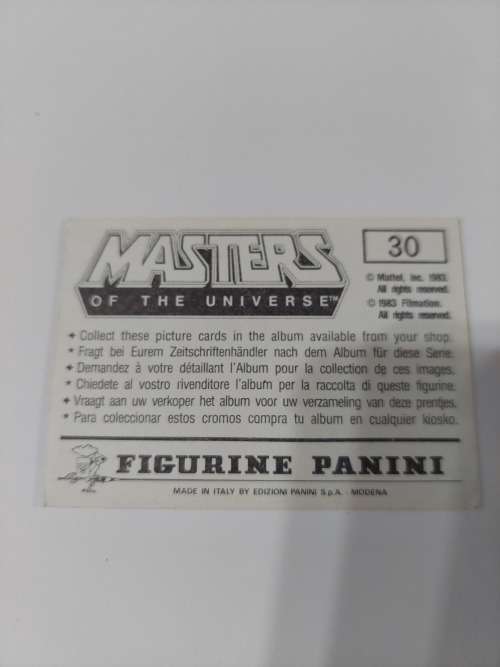 MASTERS
OF THE UNIVERSE™
30
© Mattel, Inc. 1983.
All rights reserved.
© 1983 Filmation.
All rights reserved.
Collect these picture cards in the album available from your shop.
* Fragt bei Eurem Zeitschriftenhändler nach dem Album für diese Serie.
Demandez à votre détaillant l'Album pour la collection de ces images.
* Chiedete al vostro rivenditore l'album per la raccolta di queste figurine.
Vraagt aan uw verkoper het album voor uw verzameling van deze prentjes.
* Para coleccionar estos cromos compra tu album en cualquier kiosko.
FIGURINE PANINI
MADE IN ITALY BY EDIZIONI PANINI S.p.A. - MODENA